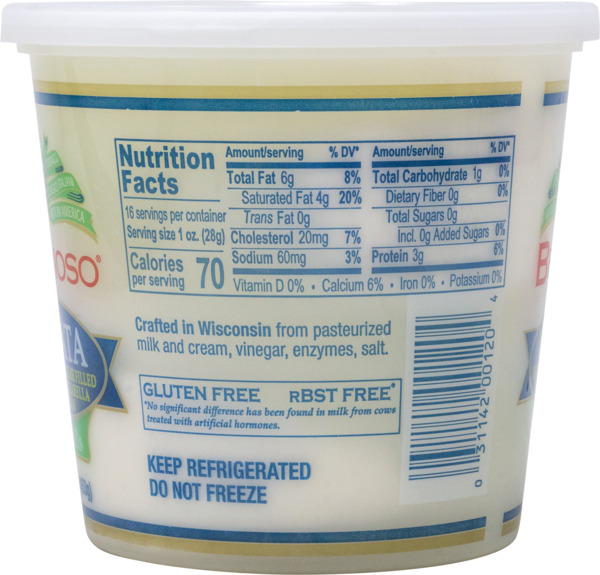 Nutrition Facts
16 servings per container
Serving size 1 oz. (28g)
Calories per serving 70
Amount/serving % DV*
Total Fat 6g 8%
Saturated Fat 4g 20%
Trans Fat 0g
Cholesterol 20mg 7%
Sodium 60mg 3%
Amount/serving % DV*
Total Carbohydrate 1g 0%
Dietary Fiber 0g 0%
Total Sugars 0g
Incl. 0g Added Sugars 0%
Protein 3g 6%
Vitamin D 0% • Calcium 6% • Iron 0% • Potassium 0%
Crafted in Wisconsin from pasteurized
milk and cream, vinegar, enzymes, salt.
GLUTEN FREE RBST FREE*
*No significant difference has been found in milk from cows
treated with artificial hormones.
KEEP REFRIGERATED
DO NOT FREEZE
0 31142 00120 4
IN AMERICA
OSO®
TA
FILLED
B